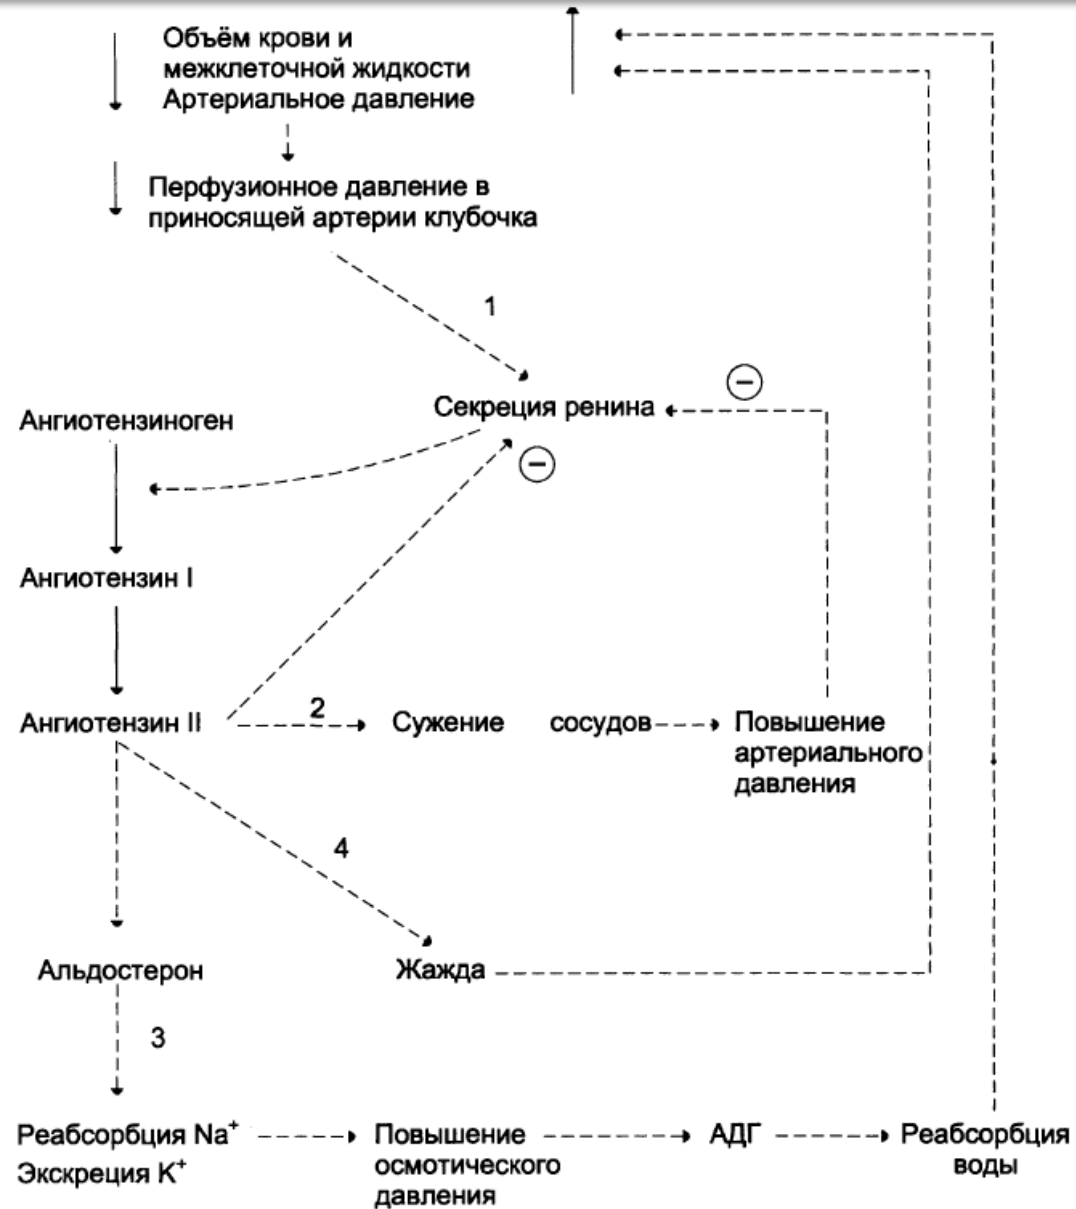 Объём крови и
межклеточной жидкости
Артериальное давление
Перфузионное давление в
приносящей артерии клубочка
1
Секреция ренина
−
−
Ангиотензиноген
Ангиотензин I
Ангиотензин II
2
Сужение сосудов
Повышение
артериального
давления
4
Альдостерон
Жажда
3
Реабсорбция Na⁺
Экскреция K⁺
Повышение
осмотического
давления
АДГ
Реабсорбция
воды